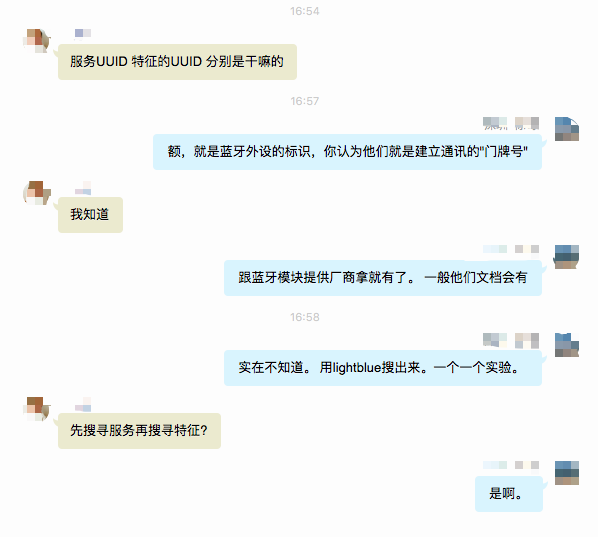 16:54
服务UUID 特征的UUID 分别是干嘛的
16:57
额，就是蓝牙外设的标识，你认为他们就是建立通讯的"门牌号"
我知道
跟蓝牙模块提供厂商拿就有了。 一般他们文档会有
16:58
实在不知道。 用lightblue搜出来。一个一个实验。
先搜寻服务再搜寻特征?
是啊。